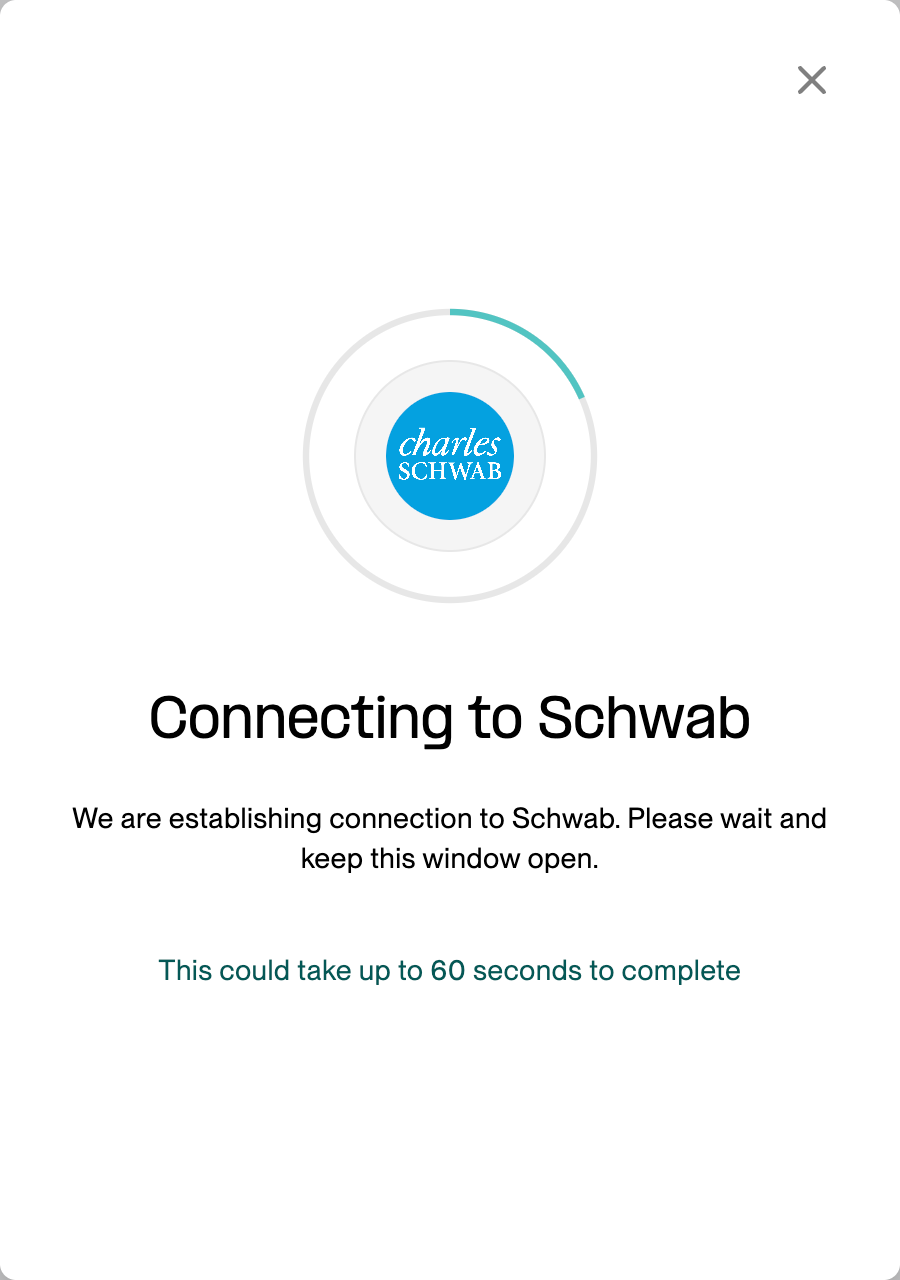 charles
SCHWAB
Connecting to Schwab
We are establishing connection to Schwab. Please wait and
keep this window open.
This could take up to 60 seconds to complete